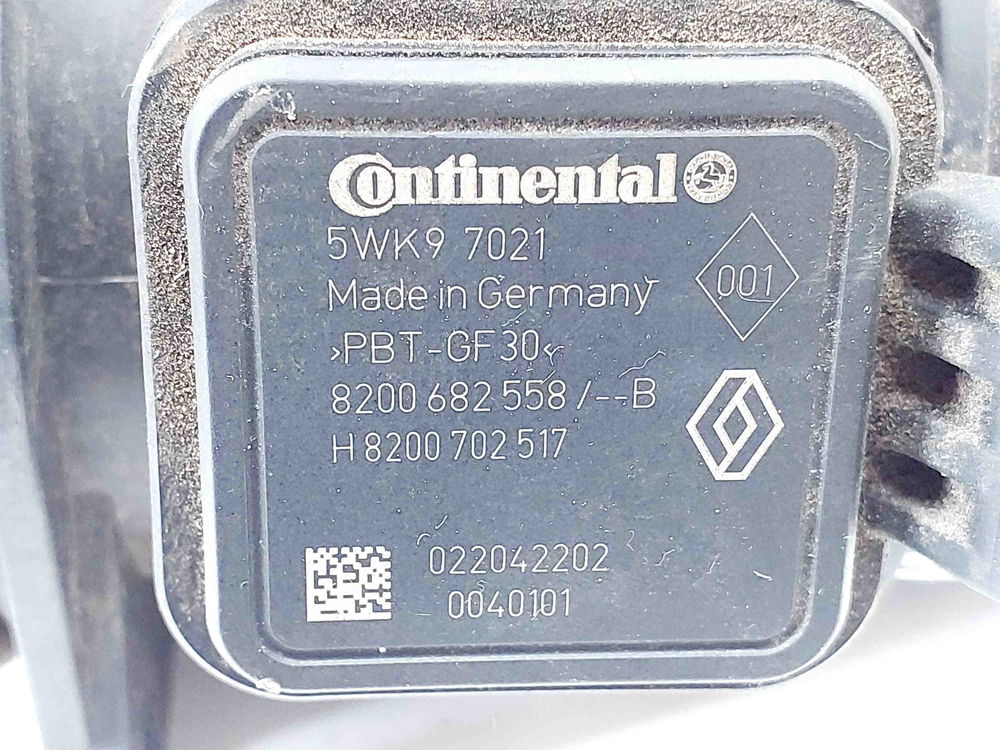 Continental
5WK9 7021
001
Made in Germany
>PBT-GF30<
8200 682 558 /--B
H 8200 702 517
022042202
0040101